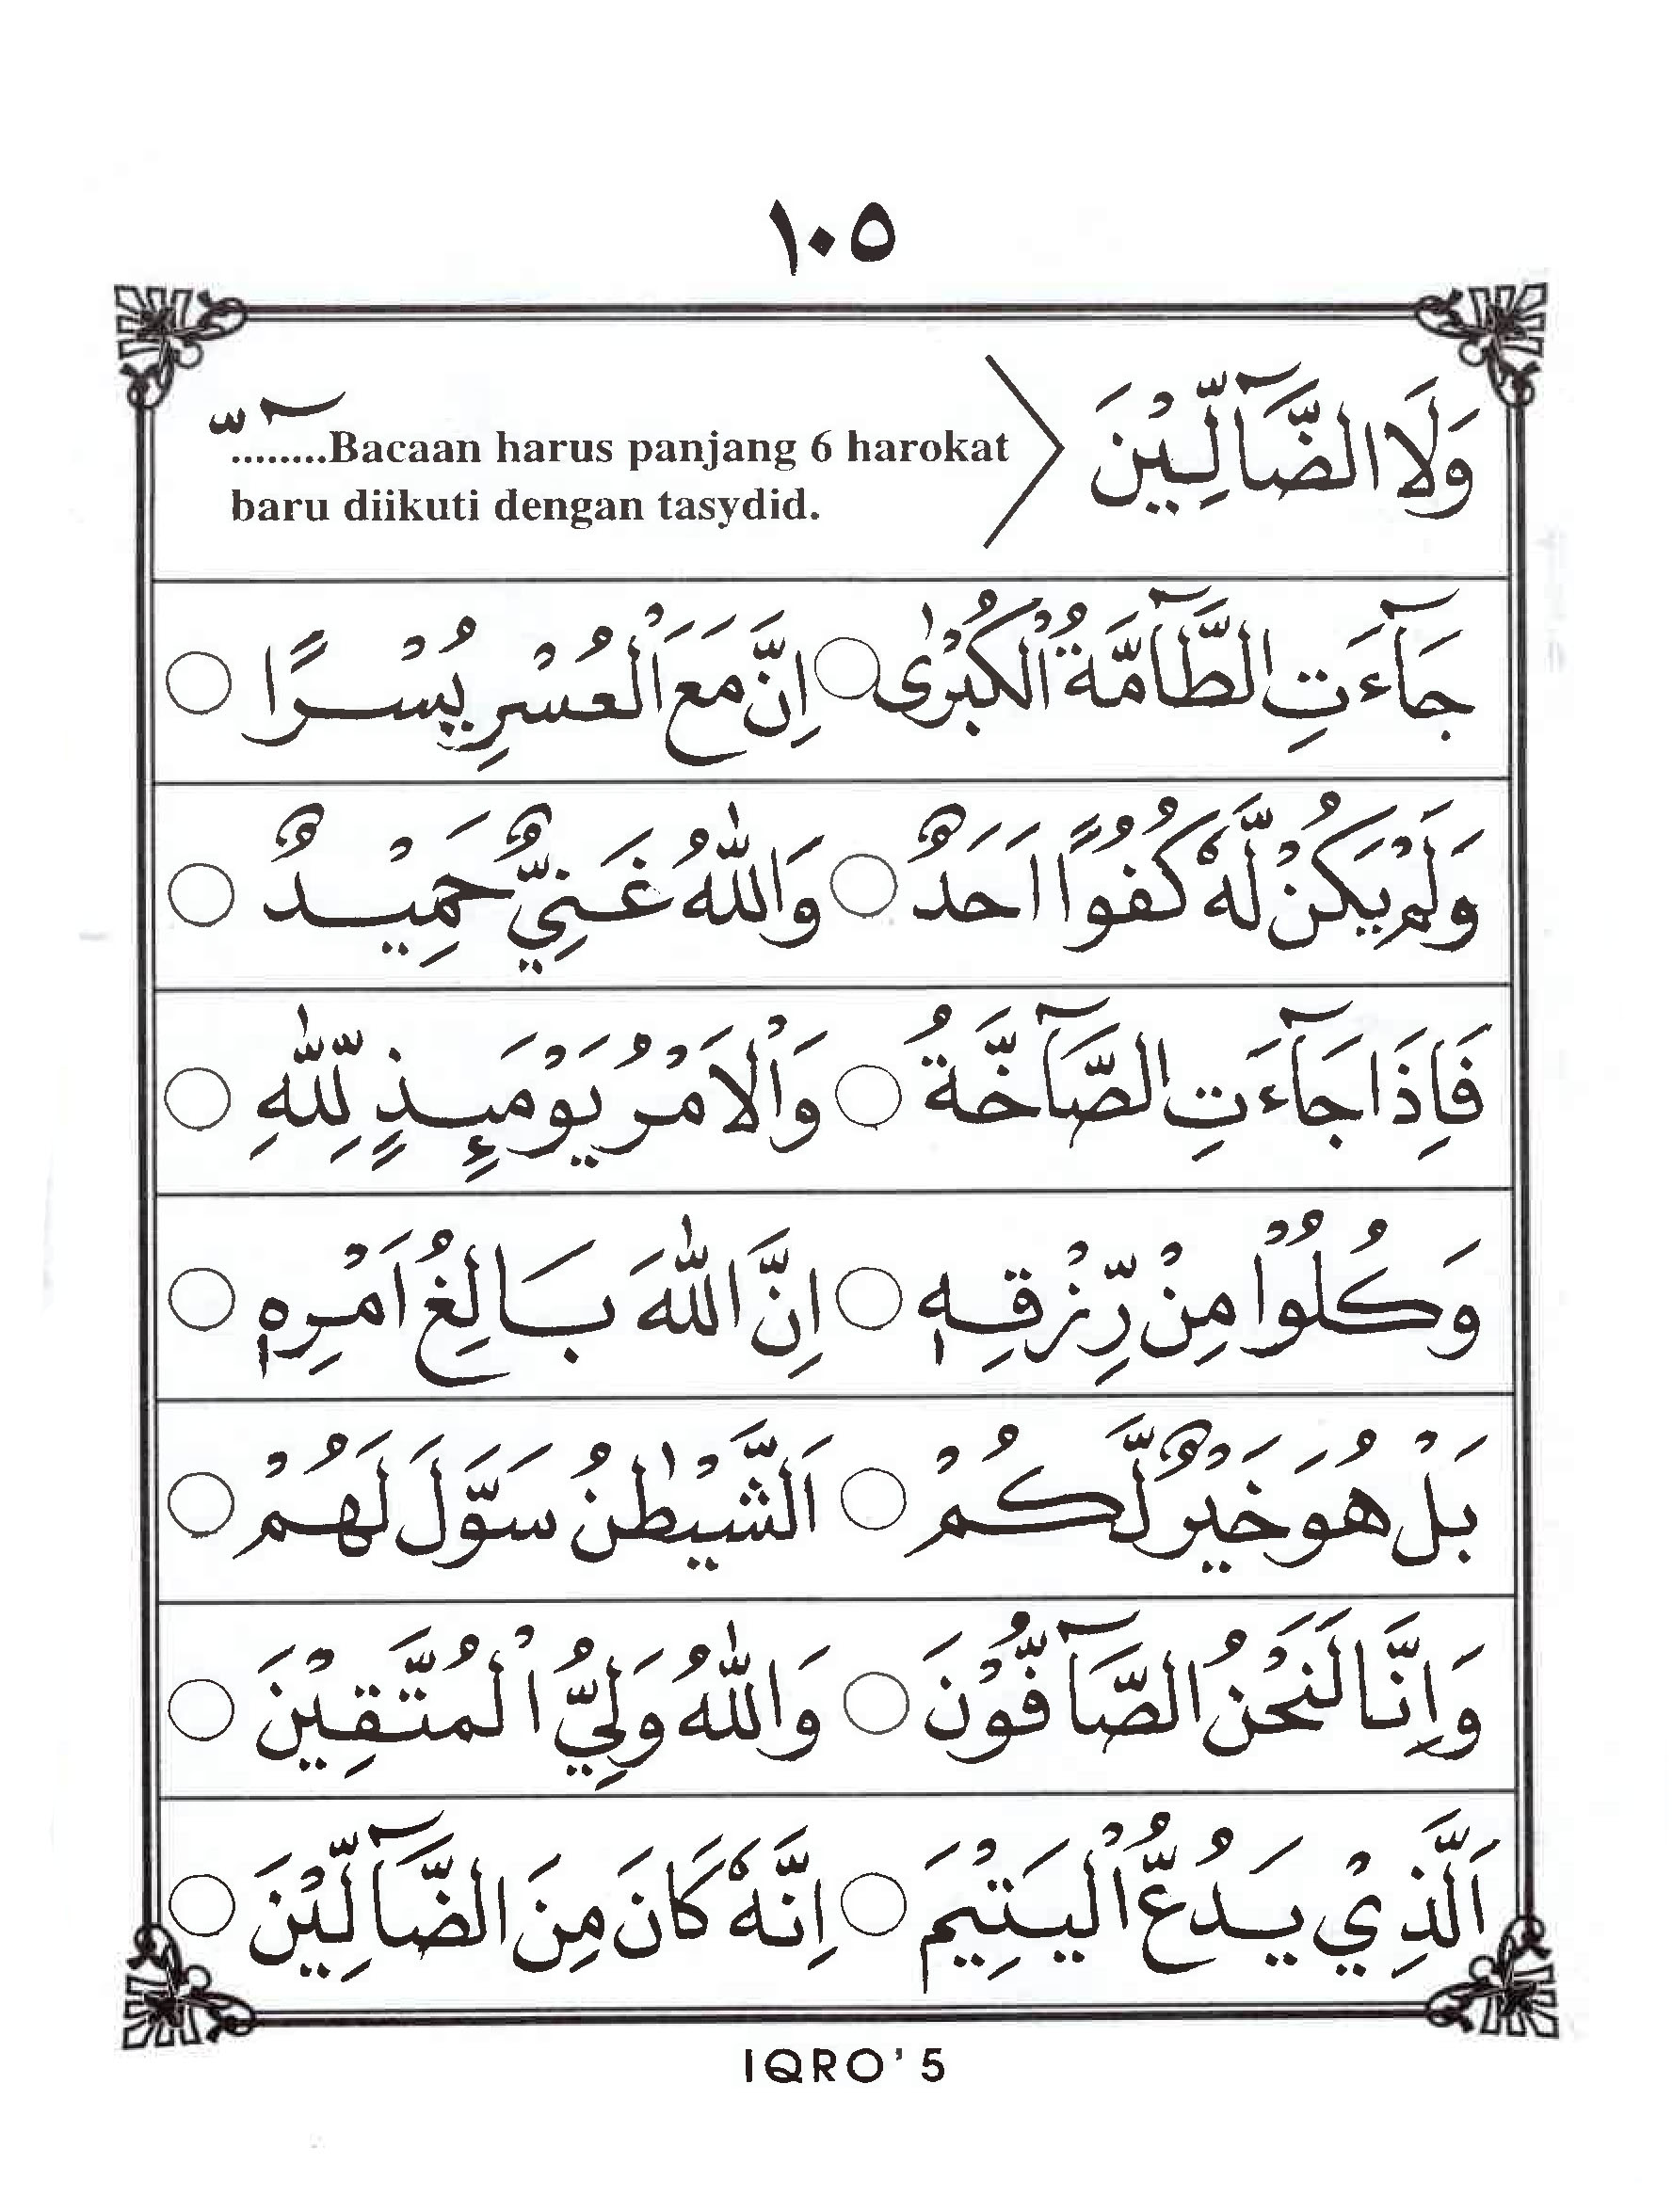 ١٠٥
وَلَا الضَّآلِّيْنَ
ــّـ ٓ ........Bacaan harus panjang 6 harokat
baru diikuti dengan tasydid.
جَآءَتِ الطَّآمَّةُ الْكُبْرٰى ○ اِنَّ مَعَ الْعُسْرِ يُسْرًا ○
وَلَمْ يَكُنْ لَّهٗ كُفُوًا اَحَدٌ ○ وَاللّٰهُ غَنِيٌّ حَمِيْدٌ ○
فَاِذَا جَآءَتِ الصَّآخَّةُ ○ وَالْاَمْرُ يَوْمَئِذٍ لِّلّٰهِ ○
وَكُلُوْا مِنْ رِّزْقِهٖ ○ اِنَّ اللّٰهَ بَالِغُ اَمْرِهٖ ○
بَلْ هُوَ خَيْرٌ لَّكُمْ ○ اَلشَّيْطٰنُ سَوَّلَ لَهُمْ ○
وَاِنَّا لَنَحْنُ الصَّآفُّوْنَ ○ وَاللّٰهُ وَلِيُّ الْمُتَّقِيْنَ ○
اَلَّذِيْ يَدُعُّ الْيَتِيْمَ ○ اِنَّهٗ كَانَ مِنَ الضَّآلِّيْنَ ○
IQRO' 5